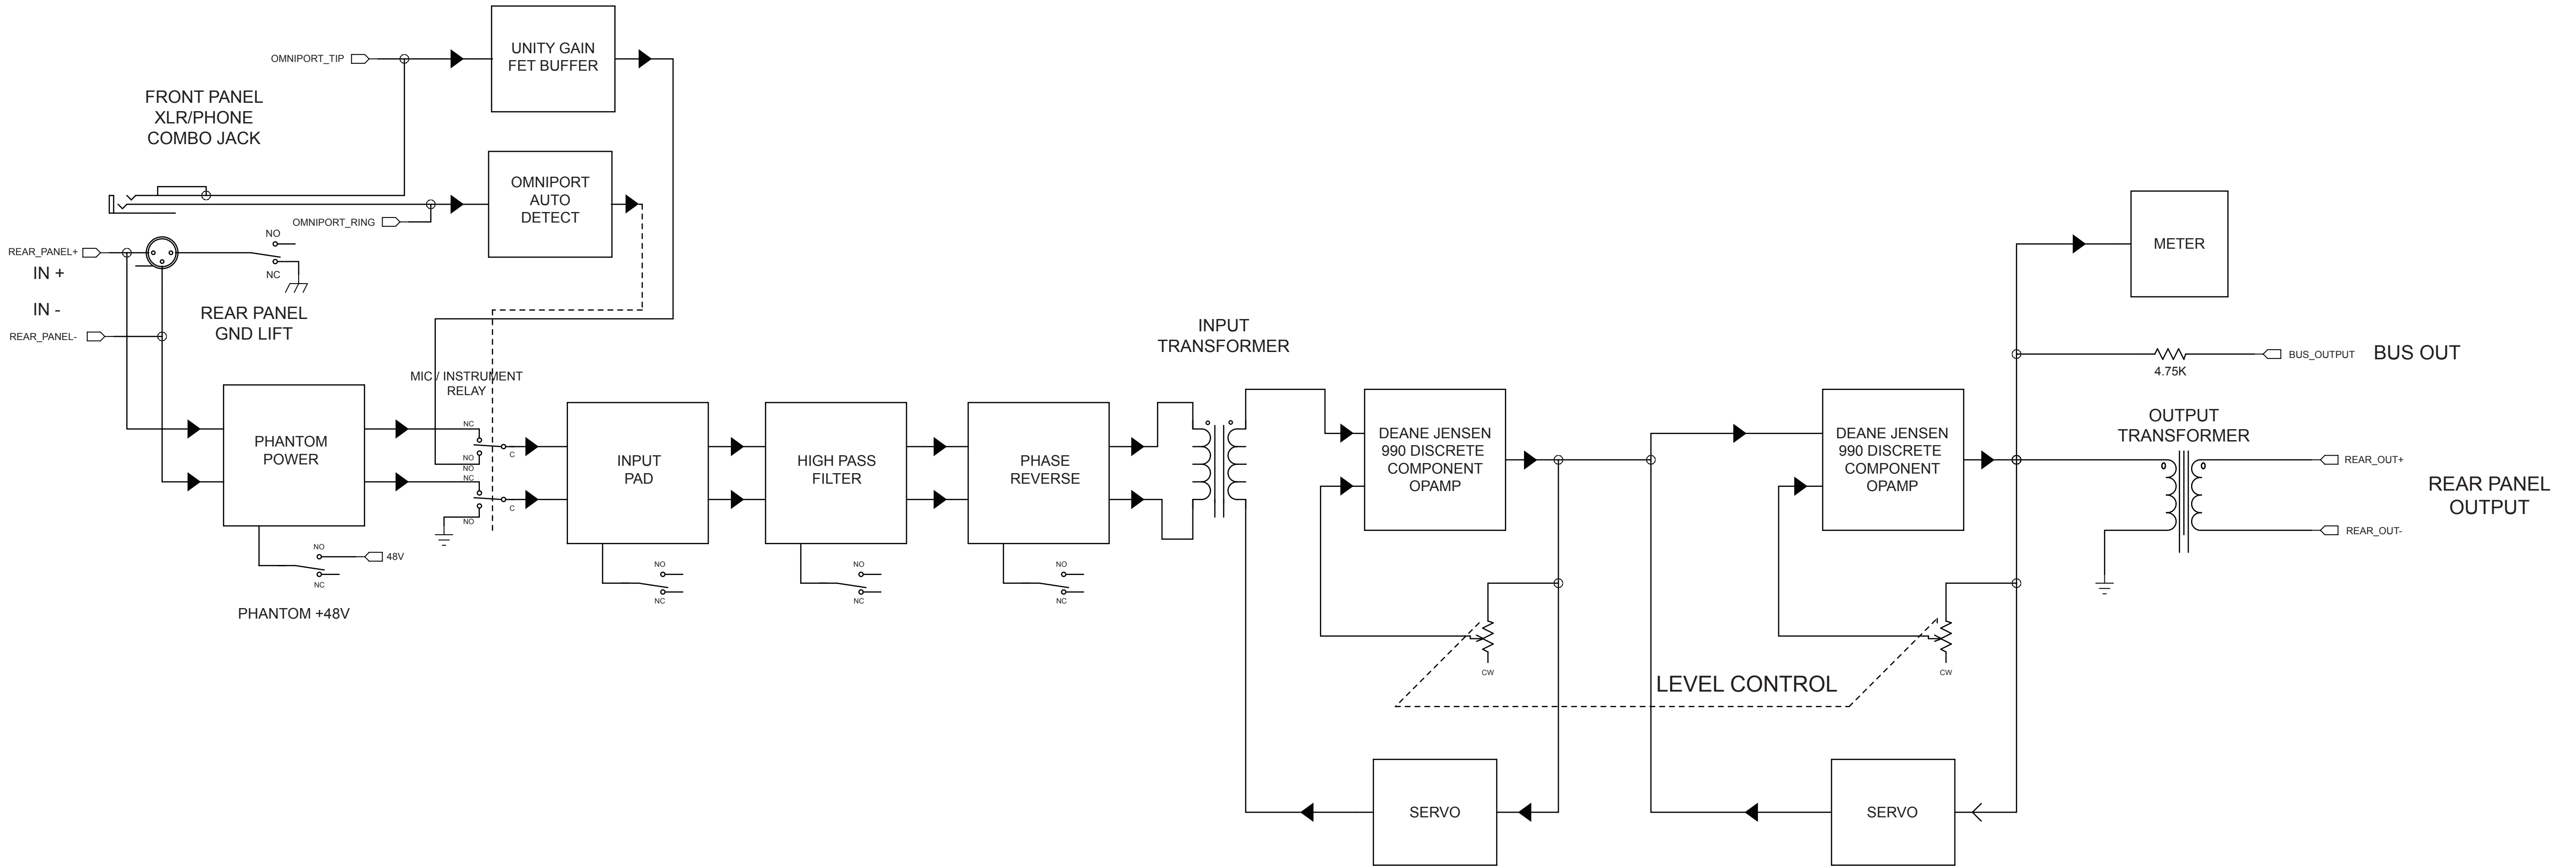 OMNIPORT_TIP
UNITY GAIN
FET BUFFER
FRONT PANEL
XLR/PHONE
COMBO JACK
OMNIPORT
AUTO
DETECT
OMNIPORT_RING
REAR_PANEL+
IN +
IN -
REAR_PANEL-
NO
NC
REAR PANEL
GND LIFT
METER
BUS_OUTPUT
BUS OUT
4.75K
INPUT
TRANSFORMER
MIC / INSTRUMENT
RELAY
PHANTOM
POWER
NC
C
NO
NO
NC
C
NO
INPUT
PAD
HIGH PASS
FILTER
PHASE
REVERSE
DEANE JENSEN
990 DISCRETE
COMPONENT
OPAMP
DEANE JENSEN
990 DISCRETE
COMPONENT
OPAMP
OUTPUT
TRANSFORMER
REAR_OUT+
REAR PANEL
OUTPUT
REAR_OUT-
NO
48V
NC
PHANTOM +48V
NO
NC
NO
NC
NO
NC
CW
LEVEL CONTROL
CW
SERVO
SERVO